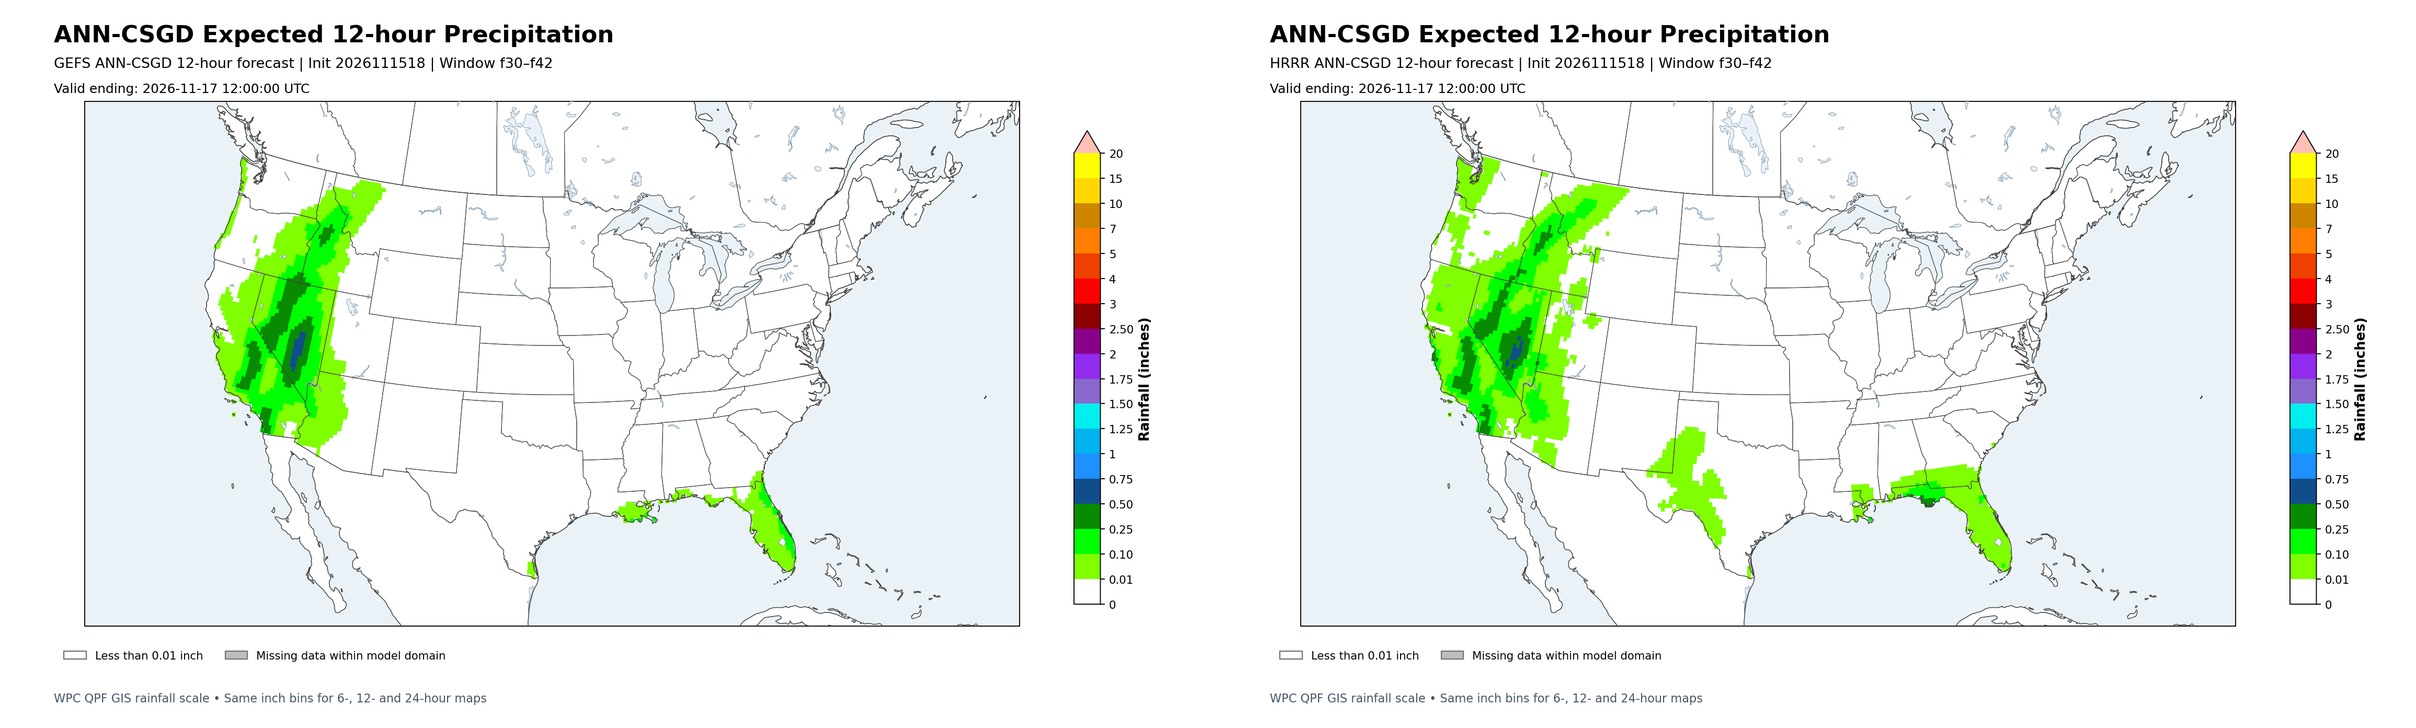 ANN-CSGD Expected 12-hour Precipitation
GEFS ANN-CSGD 12-hour forecast | Init 2026111518 | Window f30–f42
Valid ending: 2026-11-17 12:00:00 UTC
20
15
10
7
5
4
3
2.50
2
1.75
1.50
1.25
1
0.75
0.50
0.25
0.10
0.01
0
Rainfall (inches)
Less than 0.01 inch
Missing data within model domain
WPC QPF GIS rainfall scale • Same inch bins for 6-, 12- and 24-hour maps
ANN-CSGD Expected 12-hour Precipitation
HRRR ANN-CSGD 12-hour forecast | Init 2026111518 | Window f30–f42
Valid ending: 2026-11-17 12:00:00 UTC
20
15
10
7
5
4
3
2.50
2
1.75
1.50
1.25
1
0.75
0.50
0.25
0.10
0.01
0
Rainfall (inches)
Less than 0.01 inch
Missing data within model domain
WPC QPF GIS rainfall scale • Same inch bins for 6-, 12- and 24-hour maps